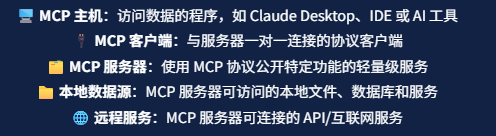 MCP 主机：访问数据的程序，如 Claude Desktop、IDE 或 AI 工具
MCP 客户端：与服务器一对一连接的协议客户端
MCP 服务器：使用 MCP 协议公开特定功能的轻量级服务
本地数据源：MCP 服务器可访问的本地文件、数据库和服务
远程服务：MCP 服务器可连接的 API/互联网服务